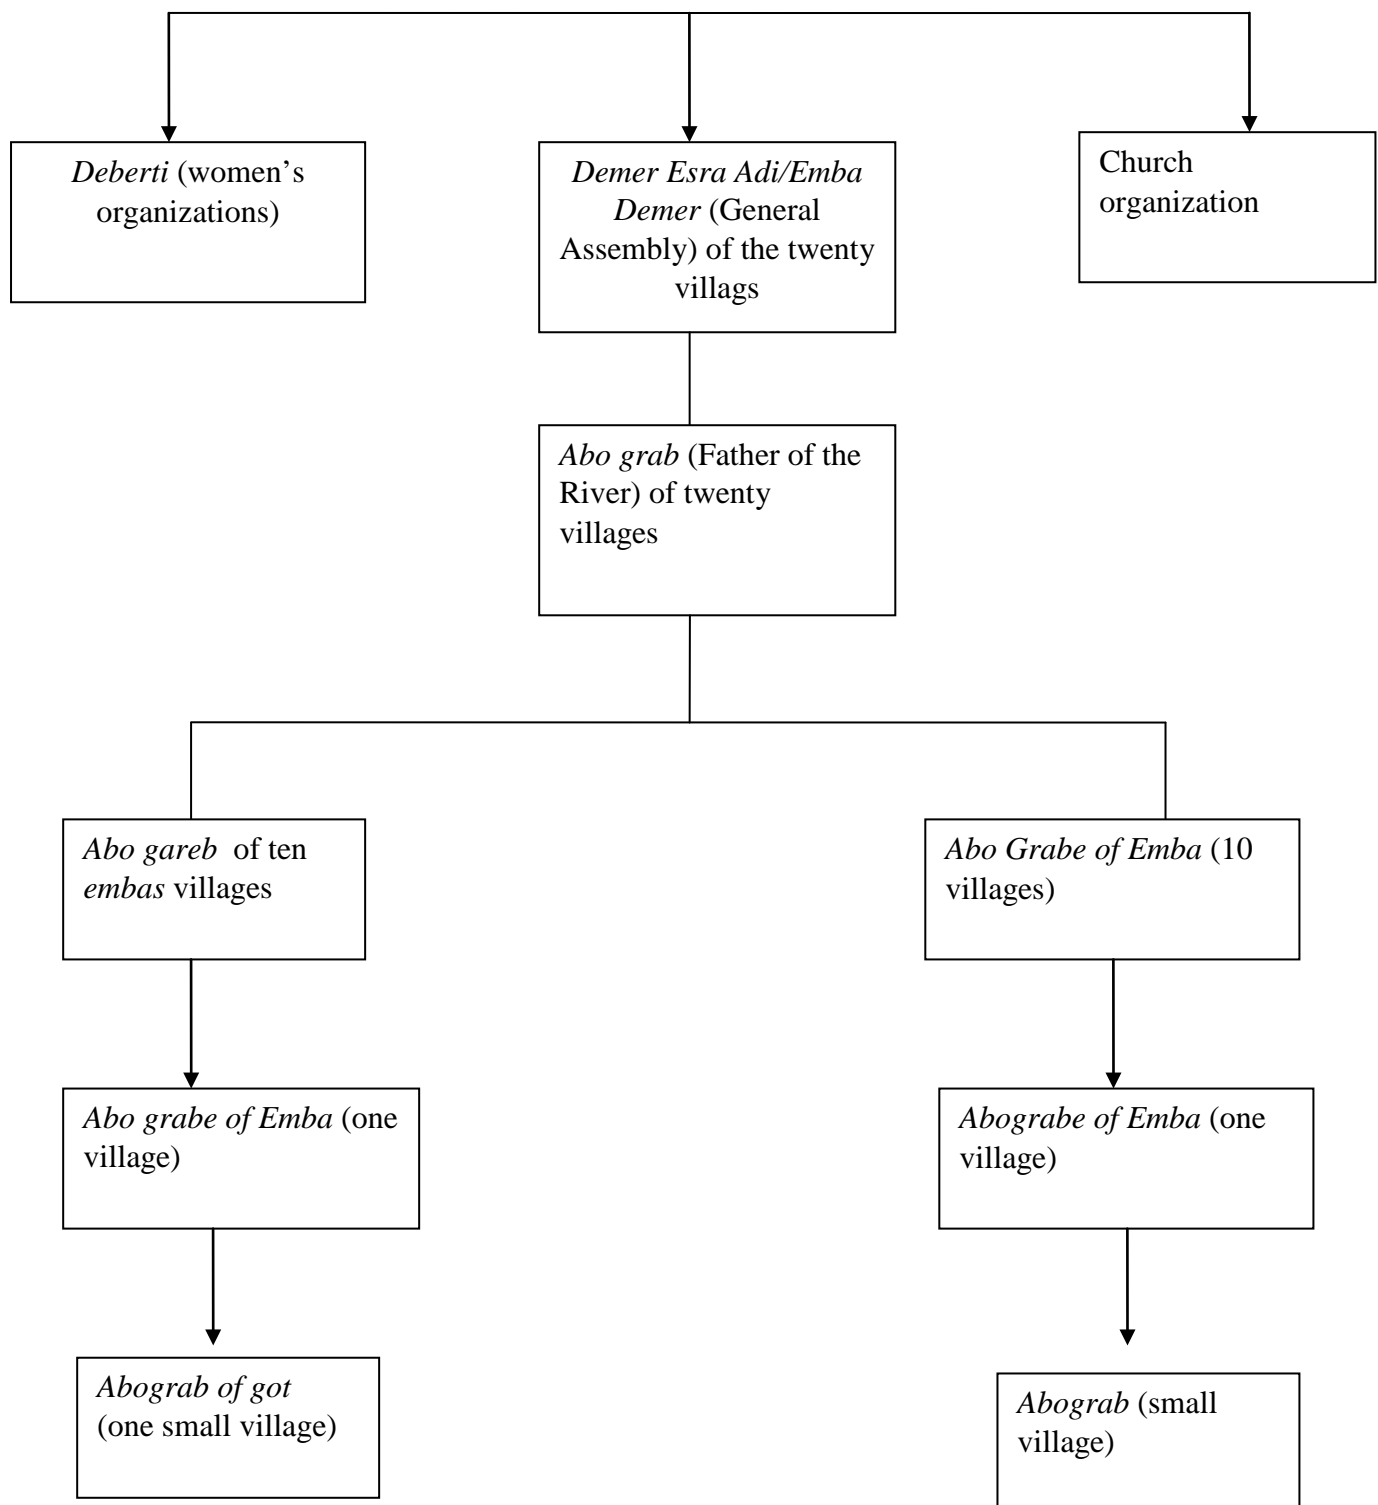 Deberti (women's
organizations)
Demer Esra Adi/Emba
Demer (General
Assembly) of the twenty
villags
Church
organization
Abo grab (Father of the
River) of twenty
villages
Abo gareb of ten
embas villages
Abo Grabe of Emba (10
villages)
Abo grabe of Emba (one
village)
Abograbe of Emba (one
village)
Abograb of got
(one small village)
Abograb (small
village)